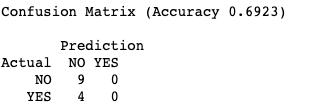 Confusion Matrix (Accuracy 0.6923)
Prediction
Actual NO YES
NO 9 0
YES 4 0